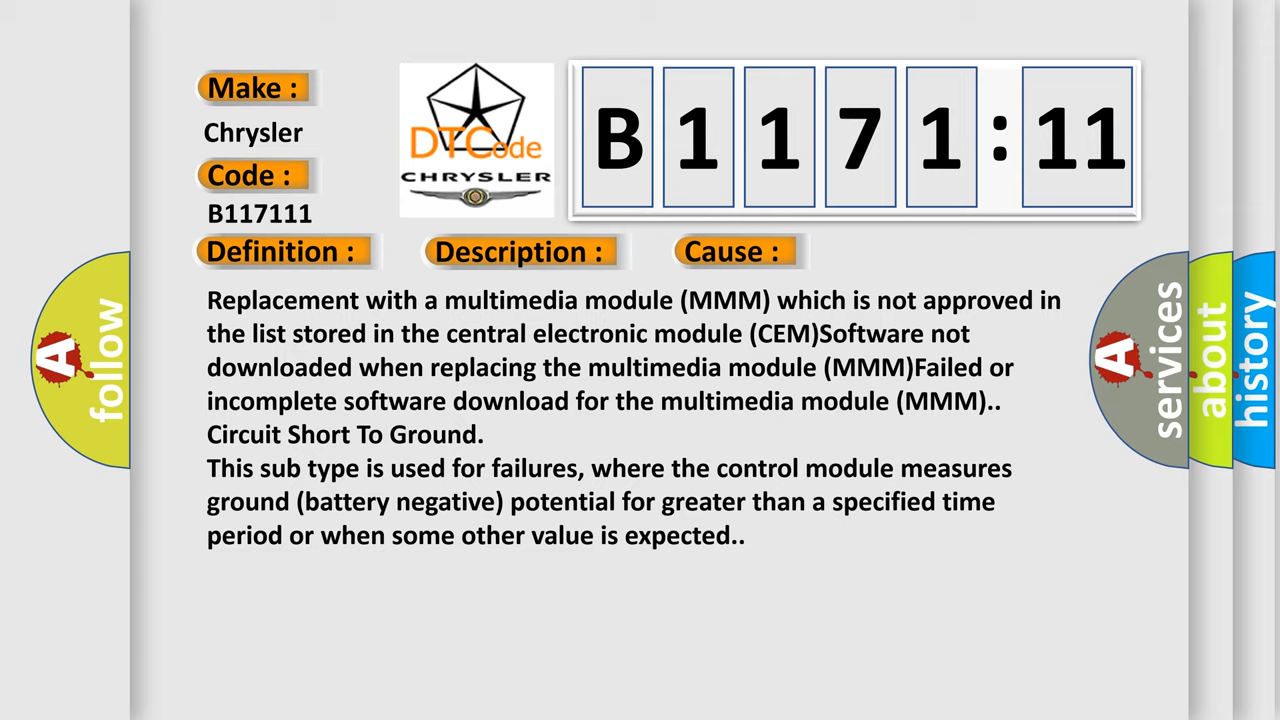 Make :
Chrysler
Code :
B117111
DTCode
CHRYSLER
B 1 1 7 1 : 11
Definition :
Description :
Cause :
Replacement with a multimedia module (MMM) which is not approved in
the list stored in the central electronic module (CEMSoftware not
downloaded when replacing the multimedia module (MMMFailed or
incomplete software download for the multimedia module (MMM)..
Circuit Short To Ground.
This sub type is used for failures, where the control module measures
ground (battery negative) potential for greater than a specified time
period or when some other value is expected..
A
follow
A
services
about
history